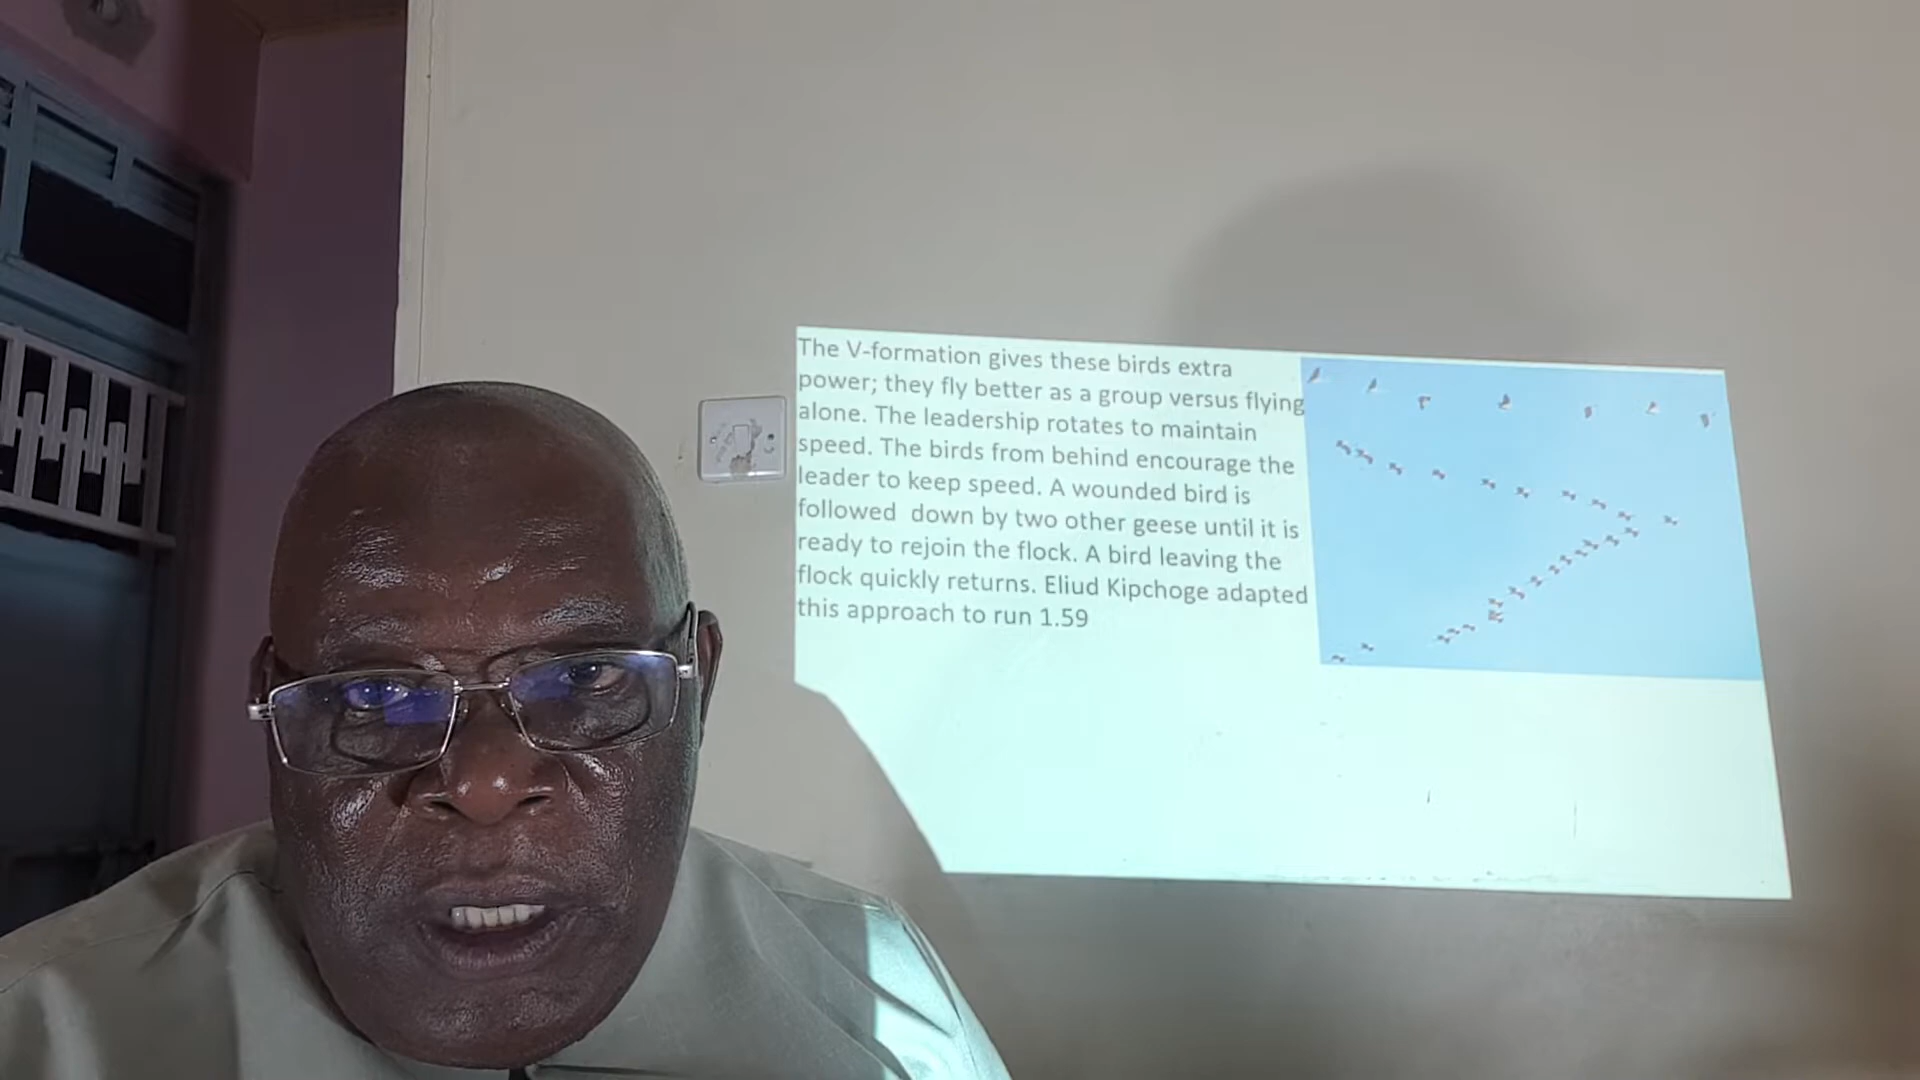 The V-formation gives these birds extra
power; they fly better as a group versus flying
alone. The leadership rotates to maintain
speed. The birds from behind encourage the
leader to keep speed. A wounded bird is
followed  down by two other geese until it is
ready to rejoin the flock. A bird leaving the
flock quickly returns. Eliud Kipchoge adapted
this approach to run 1.59